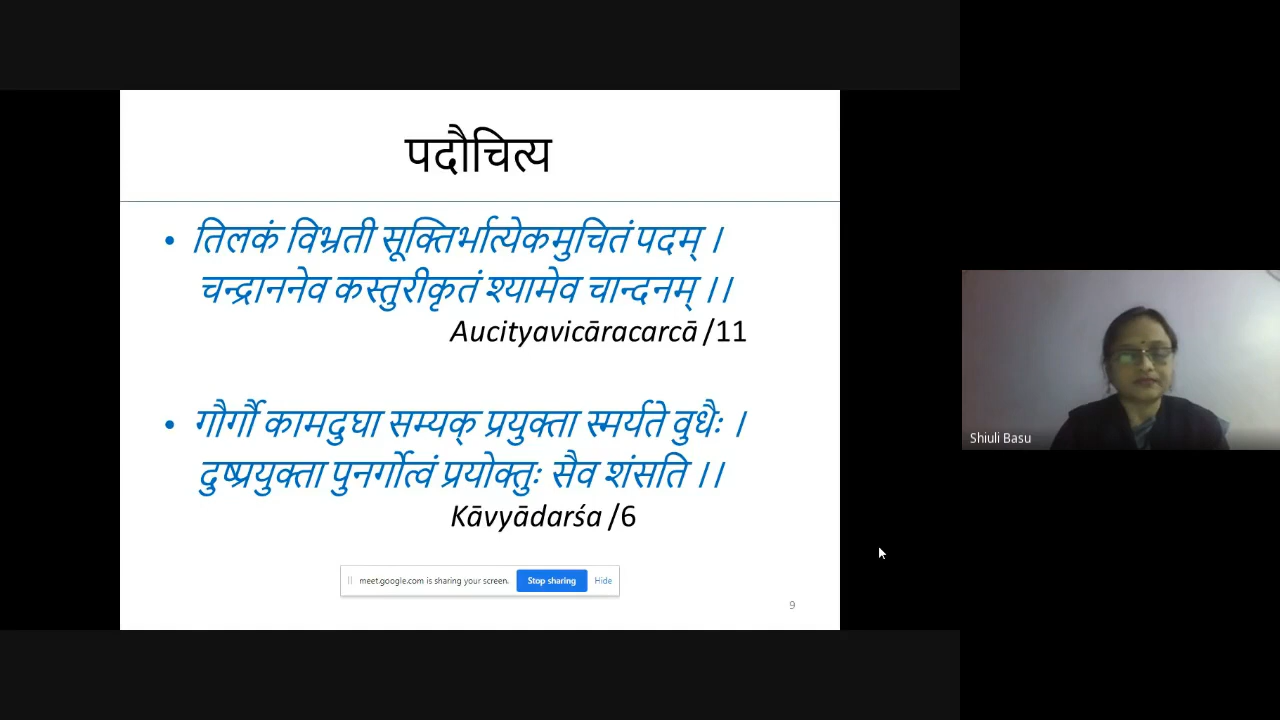 पदौचित्य
• तिलकं विभ्रती सूक्तिर्भात्येकमुचितं पदम् ।
चन्द्राननेव कस्तुरीकृतं श्यामेव चान्दनम् ।।
Aucityavicāracarcā /11
• गौर्गौ कामदुघा सम्यक् प्रयुक्ता स्मर्यते वुधैः ।
दुष्प्रयुक्ता पुनर्गोत्वं प्रयोक्तुः सैव शंसति ।।
Kāvyādarśa /6
meet.google.com is sharing your screen. Stop sharing Hide
9
Shiuli Basu